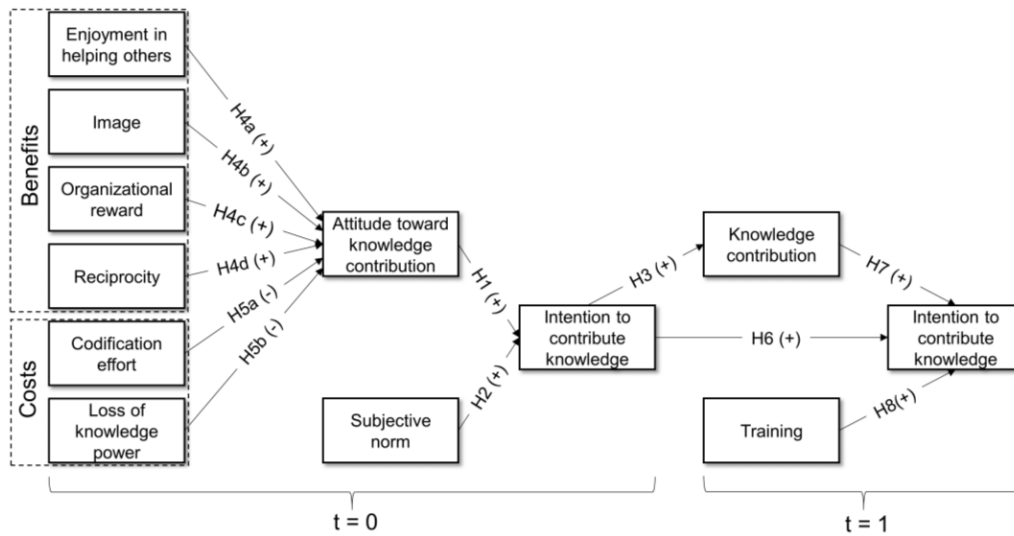 Benefits
Enjoyment in
helping others
Image
Organizational
reward
Reciprocity
Costs
Codification
effort
Loss of
knowledge
power
H4a (+)
H4b (+)
H4c (+)
H4d (+)
H5a (-)
H5b (-)
Attitude toward
knowledge
contribution
Subjective
norm
H1 (+)
H2 (+)
Intention to
contribute
knowledge
H3 (+)
H6 (+)
Knowledge
contribution
Training
H7 (+)
H8(+)
Intention to
contribute
knowledge
t = 0
t = 1